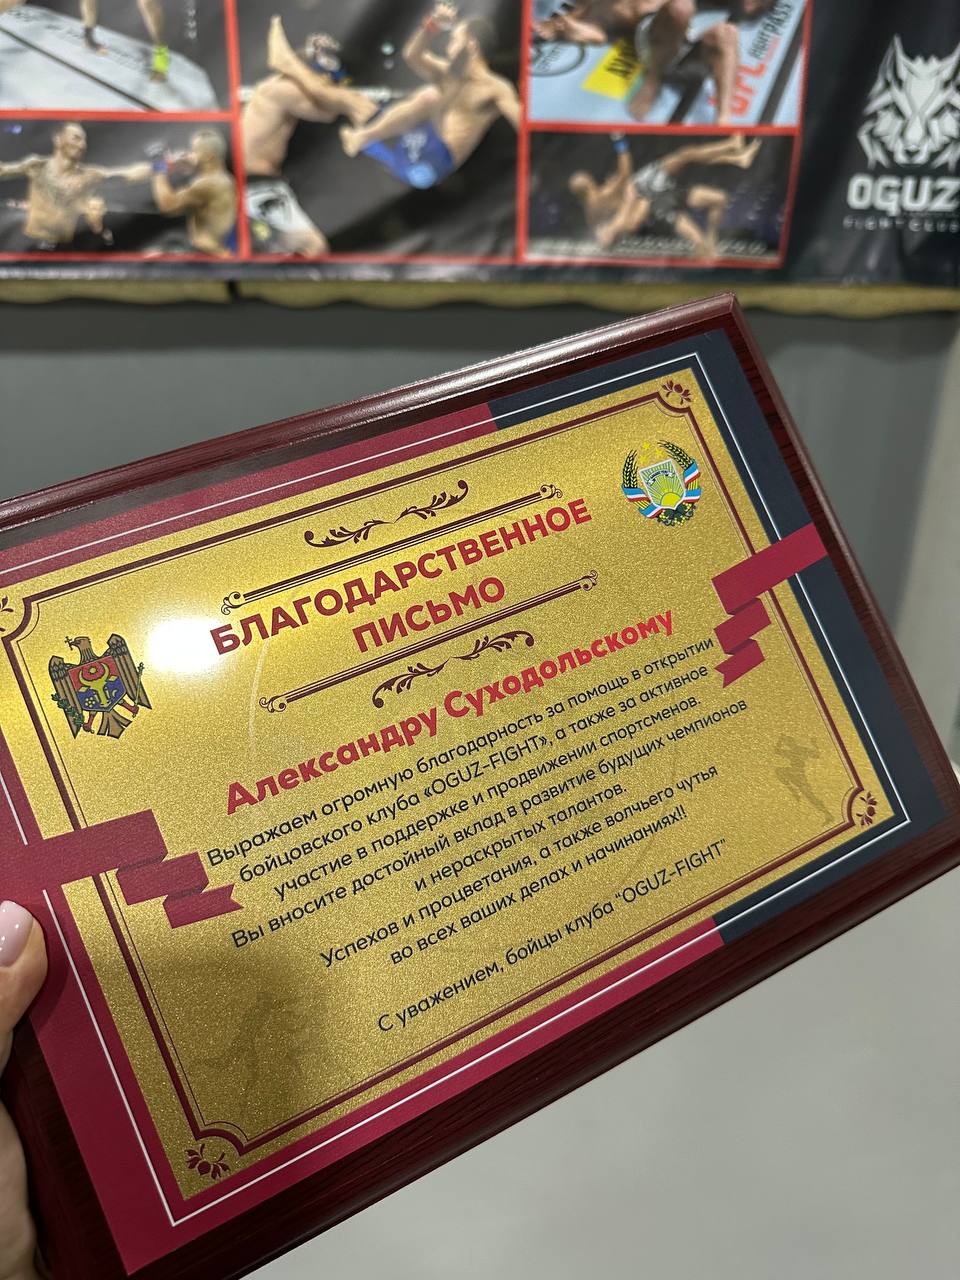 OGUZ
FIGHT CLUB
БЛАГОДАРСТВЕННОЕ
ПИСЬМО
Александру Суходольскому
Выражаем огромную благодарность за помощь в открытии
бойцовского клуба «OGUZ-FIGHT», а также за активное
участие в поддержке и продвижении спортсменов.
Вы вносите достойный вклад в развитие будущих чемпионов
и нераскрытых талантов.
Успехов и процветания, а также волчьего чутья
во всех ваших делах и начинаниях!!
С уважением, бойцы клуба "OGUZ-FIGHT"